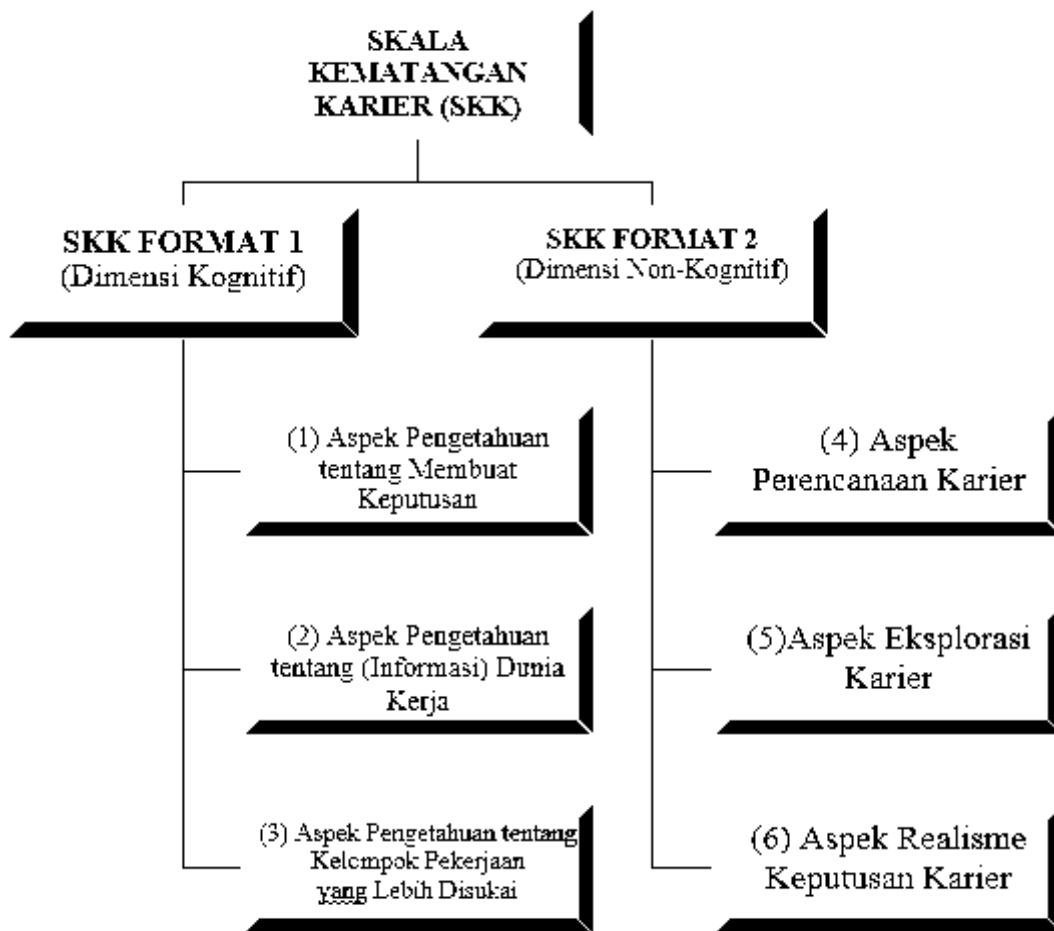 SKALA
KEMATANGAN
KARIER (SKK)
SKK FORMAT 1
(Dimensi Kognitif)
SKK FORMAT 2
(Dimensi Non-Kognitif)
(1) Aspek Pengetahuan
tentang Membuat
Keputusan
(2) Aspek Pengetahuan
tentang (Informasi) Dunia
Kerja
(3) Aspek Pengetahuan tentang
Kelompok Pekerjaan
yang Lebih Disukai
(4) Aspek
Perencanaan Karier
(5)Aspek Eksplorasi
Karier
(6) Aspek Realisme
Keputusan Karier